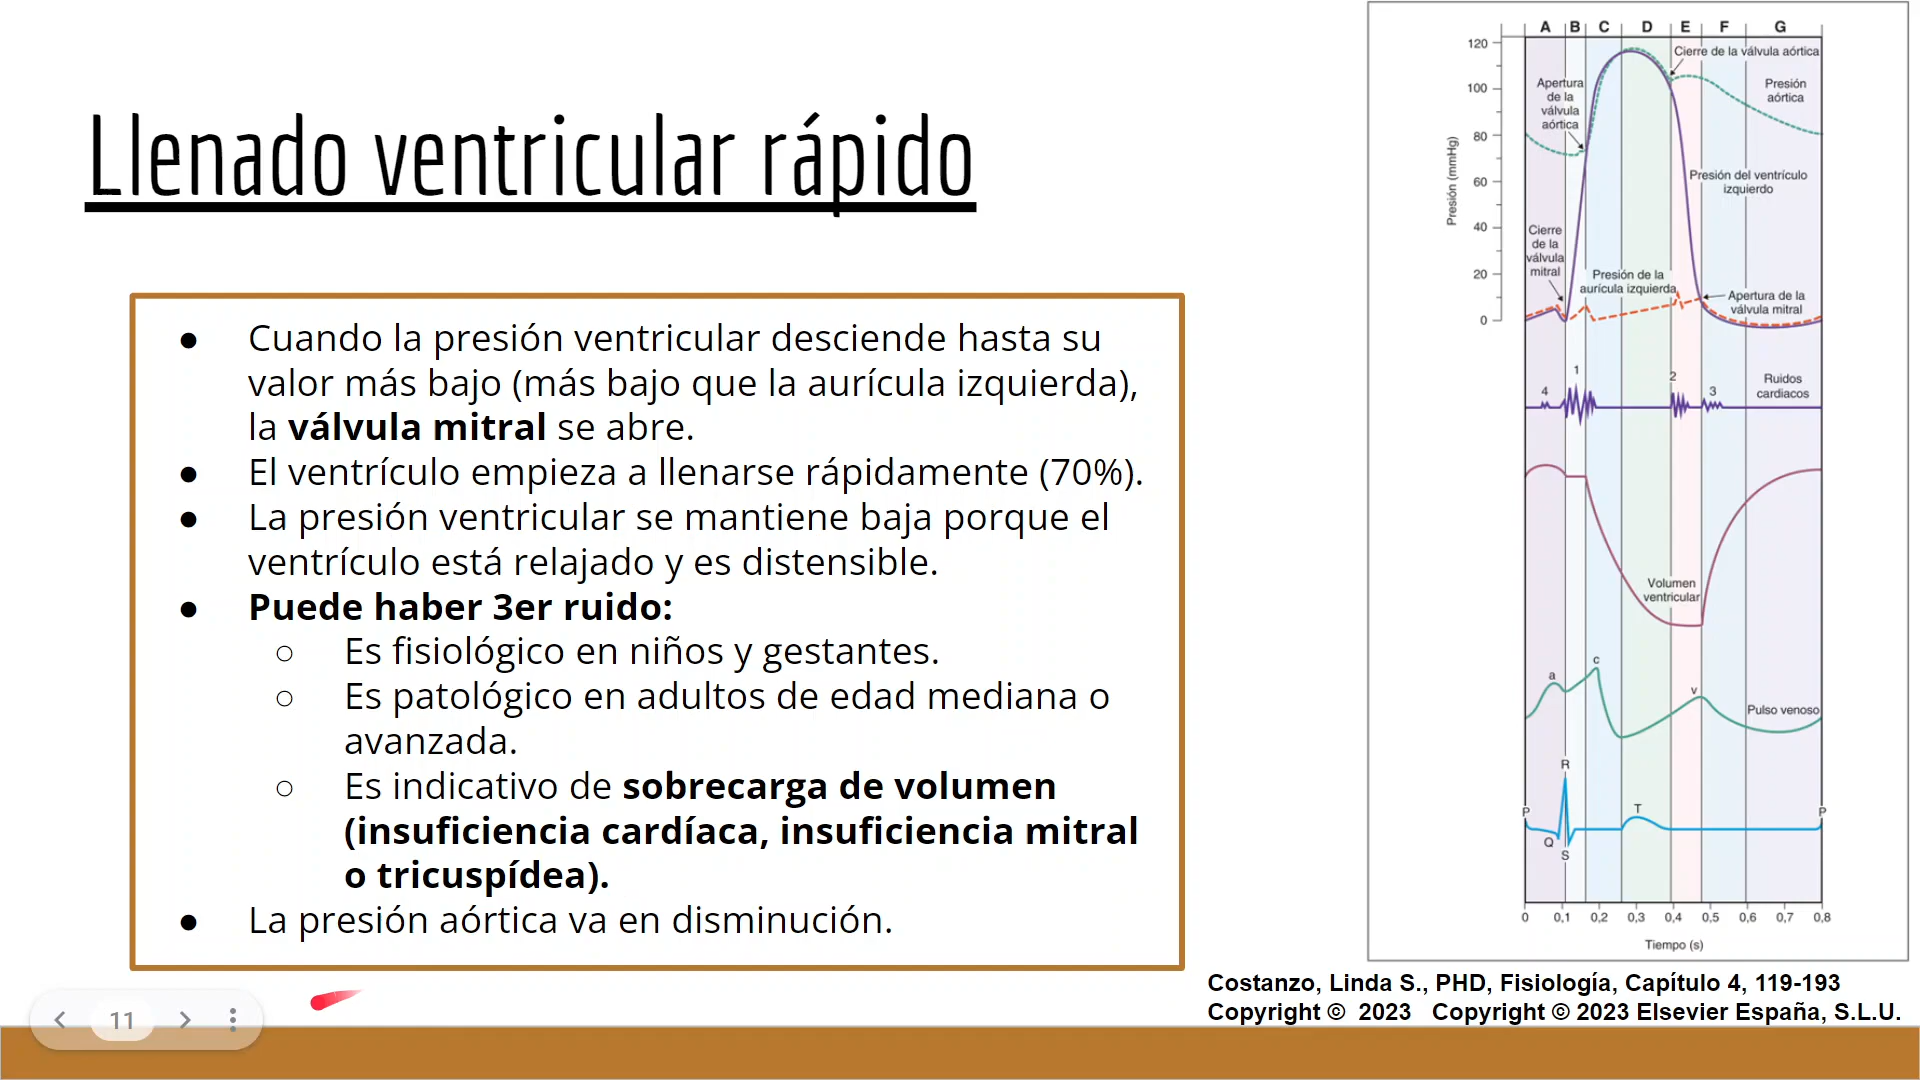 Llenado ventricular rápido
● Cuando la presión ventricular desciende hasta su
valor más bajo (más bajo que la aurícula izquierda),
la válvula mitral se abre.
● El ventrículo empieza a llenarse rápidamente (70%).
● La presión ventricular se mantiene baja porque el
ventrículo está relajado y es distensible.
● Puede haber 3er ruido:
○ Es fisiológico en niños y gestantes.
○ Es patológico en adultos de edad mediana o
avanzada.
○ Es indicativo de sobrecarga de volumen
(insuficiencia cardíaca, insuficiencia mitral
o tricuspídea).
● La presión aórtica va en disminución.
11
A B C D E F G
120
100
80
60
40
20
0
Presión (mmHg)
Cierre de la válvula aórtica
Apertura
de la
válvula
aórtica
Presión
aórtica
Presión del ventrículo
izquierdo
Cierre
de la
válvula
mitral
Presión de la
aurícula izquierda
Apertura de la
válvula mitral
4 1 2 3
Ruidos
cardiacos
Volumen
ventricular
a c v
Pulso venoso
P Q R S T P
0 0,1 0,2 0,3 0,4 0,5 0,6 0,7 0,8
Tiempo (s)
Costanzo, Linda S., PHD, Fisiología, Capítulo 4, 119-193
Copyright © 2023 Copyright © 2023 Elsevier España, S.L.U.